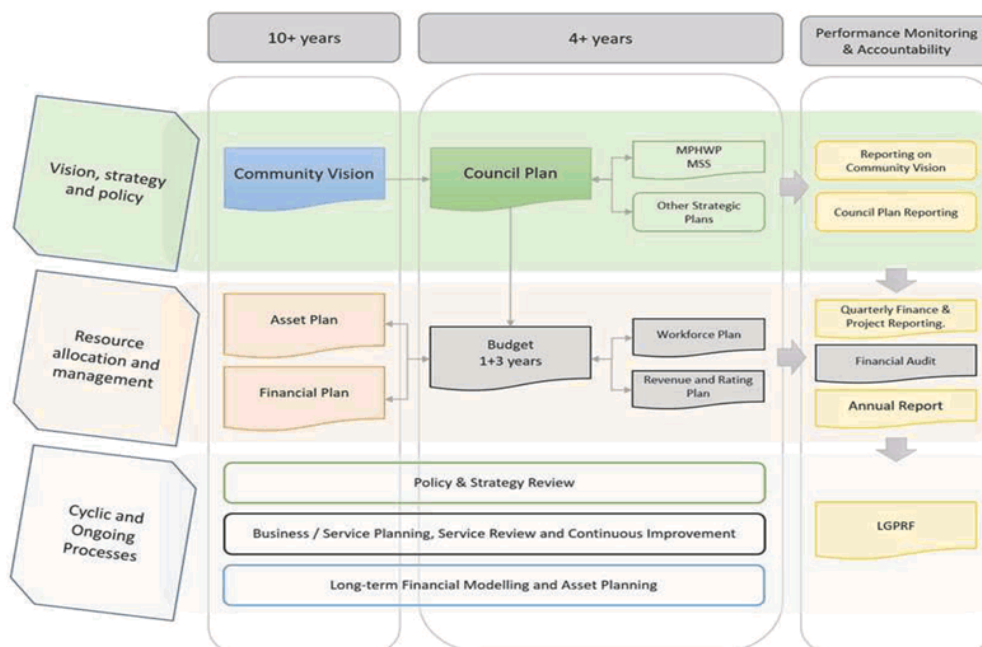 10+ years
4+ years
Performance Monitoring
& Accountability
Vision, strategy
and policy
Community Vision
Council Plan
MPHWP
MSS
Other Strategic
Plans
Reporting on
Community Vision
Council Plan Reporting
Resource
allocation and
management
Asset Plan
Financial Plan
Budget
1+3 years
Workforce Plan
Revenue and Rating
Plan
Quarterly Finance &
Project Reporting.
Financial Audit
Annual Report
Cyclic and
Ongoing
Processes
Policy & Strategy Review
Business / Service Planning, Service Review and Continuous Improvement
Long-term Financial Modelling and Asset Planning
LGPRF